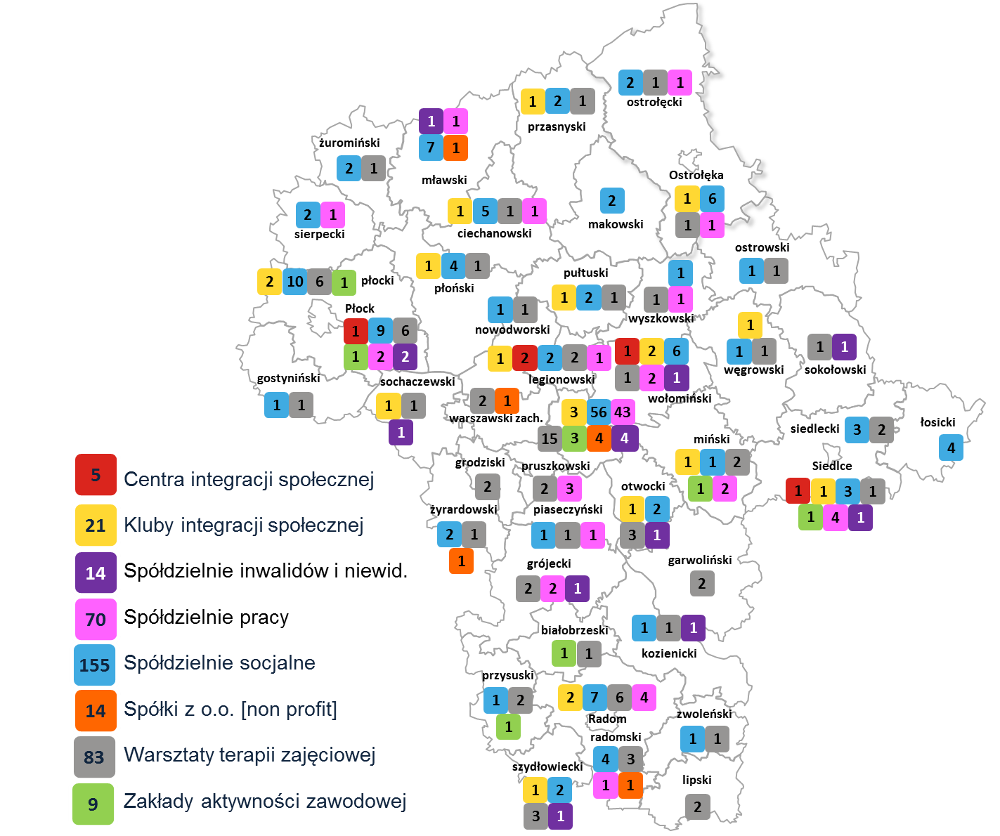 2 1 1
ostrołęcki
1 2 1
przasnyski
1 1
7 1
mławski
żuromiński
2 1
Ostrołęka
1 6
1 1
2
makowski
1 5 1 1
ciechanowski
2 1
sierpecki
ostrowski
1 1
1 4 1
płoński
pułtuski
1 2 1
1
1 1
wyszkowski
2 10 6 1 płocki
Płock
1 9 6
1 2 2
1 1
nowodworski
1
1 1
węgrowski
1 1
sokołowski
1 2 2 2 1
legionowski
1 2 6
1 2 1
wołomiński
gostyniński
1 1
sochaczewski
1 1
1
2 1
warszawski zach.
3 56 43
15 3 4 4
siedlecki 3 2
łosicki
4
miński
1 1 2
1 2
Siedlce
1 1 3 1
1 4 1
grodziski
2
pruszkowski
2 3
otwocki
1 2
3 1
żyrardowski
2 1
1
piaseczyński
1 1 1
grójecki
2 2 1
garwoliński
2
białobrzeski
1 1
1 1 1
kozienicki
przysuski
1 2
1
2 7 6 4
Radom
zwoleński
1 1
radomski
4 3
1 1
szydłowiecki
1 2
3 1
lipski
2
5 Centra integracji społecznej
21 Kluby integracji społecznej
14 Spółdzielnie inwalidów i niewid.
70 Spółdzielnie pracy
155 Spółdzielnie socjalne
14 Spółki z o.o. [non profit]
83 Warsztaty terapii zajęciowej
9 Zakłady aktywności zawodowej